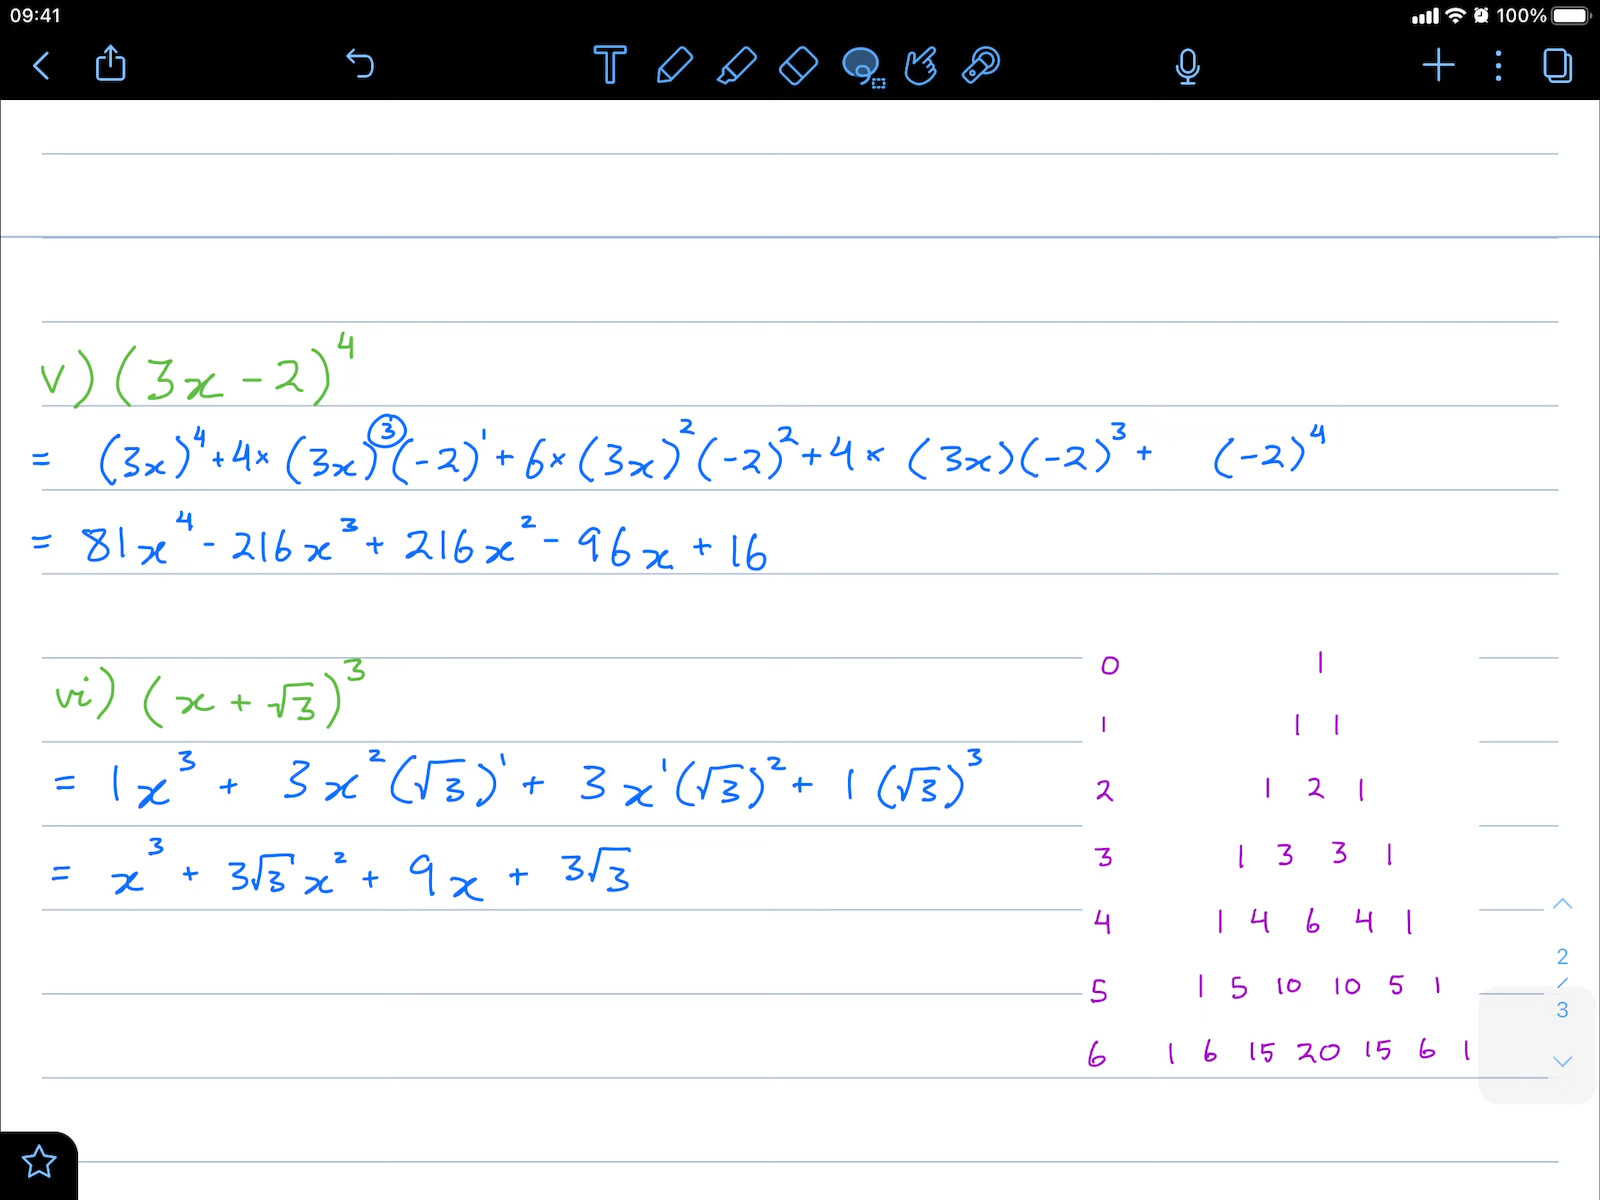 09:41 100%
v) (3x - 2)⁴
= (3x)⁴ + 4× (3x)③(-2)¹ + 6× (3x)²(-2)² + 4× (3x)(-2)³ + (-2)⁴
= 81x⁴ - 216x³ + 216x² - 96x + 16
vi) (x + √3)³
= 1x³ + 3x²(√3)¹ + 3x¹(√3)² + 1(√3)³
= x³ + 3√3 x² + 9x + 3√3
0 1
1 1 1
2 1 2 1
3 1 3 3 1
4 1 4 6 4 1
5 1 5 10 10 5 1
6 1 6 15 20 15 6 1
2
/
3